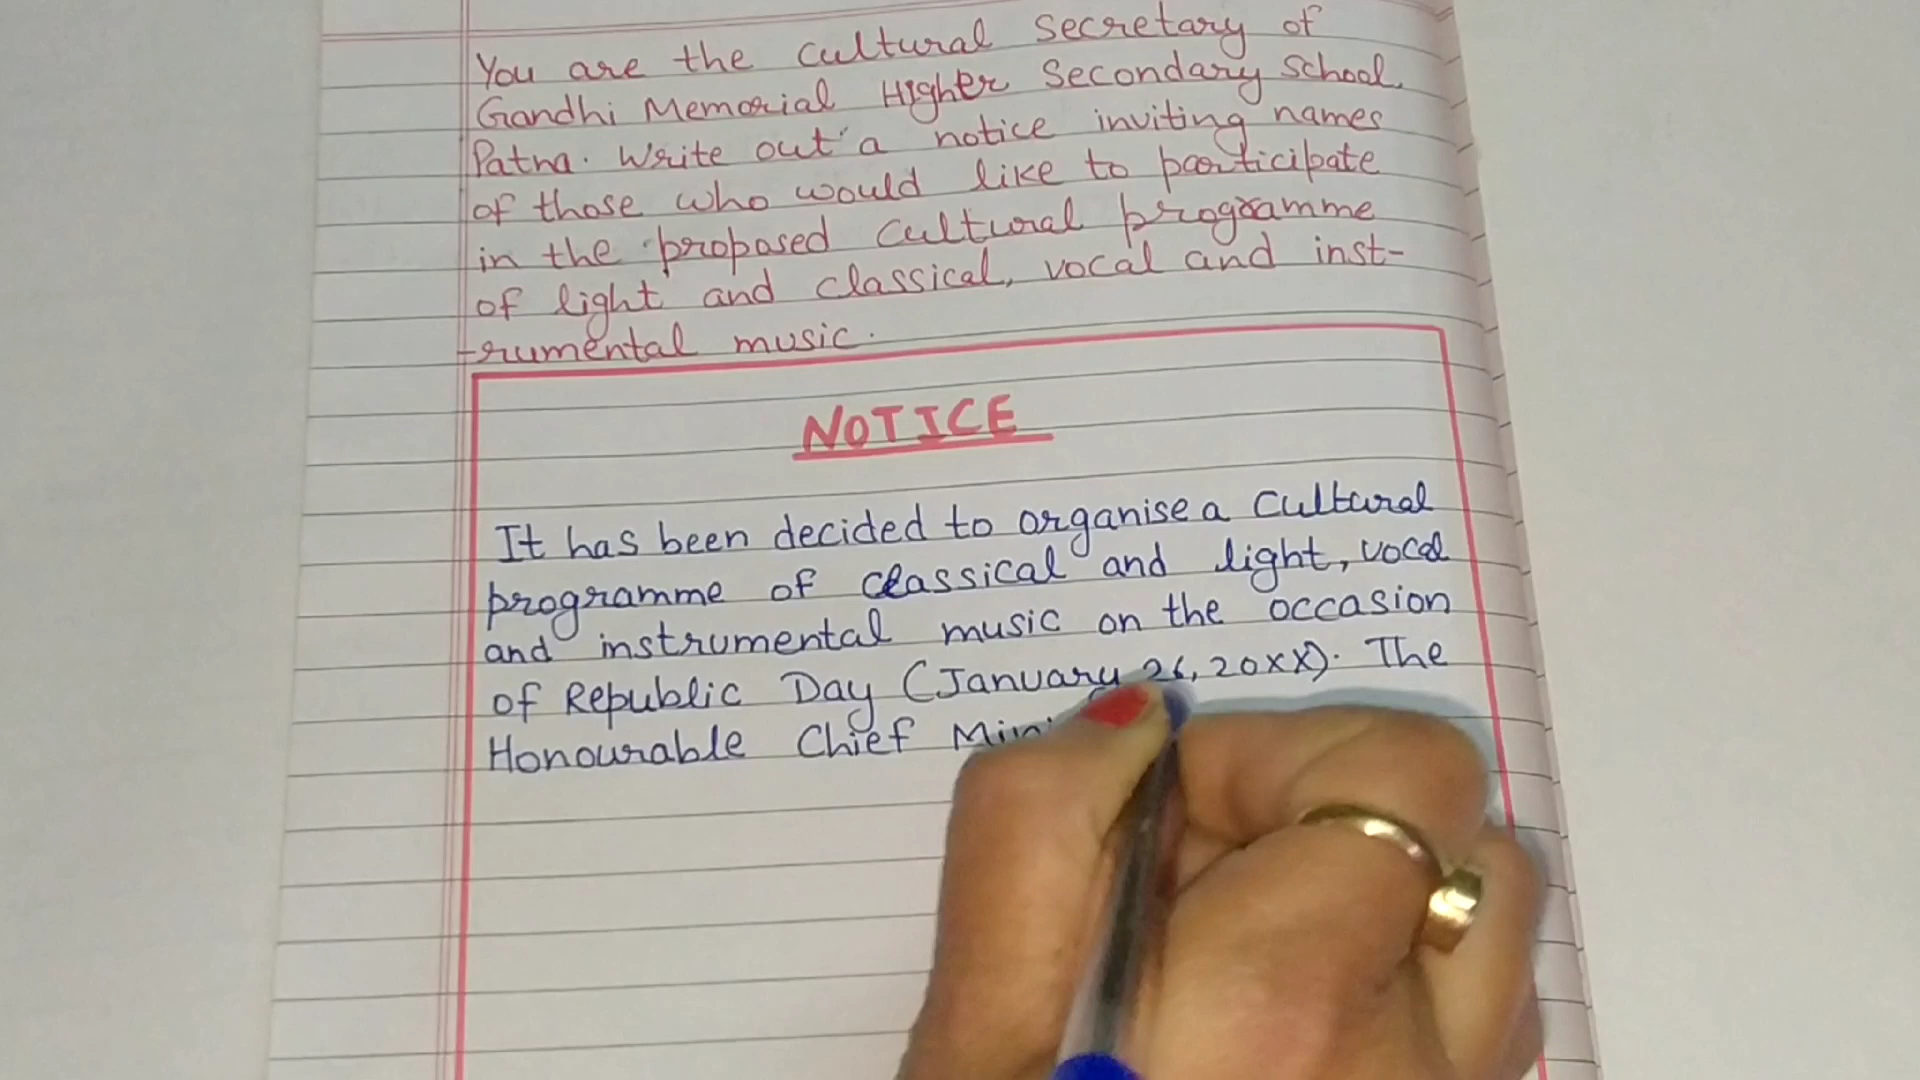 You are the cultural secretary of
Gandhi Memorial Higher Secondary School,
Patna. Write out a notice inviting names
of those who would like to participate
in the proposed cultural programme
of light and classical, vocal and inst-
-rumental music.
NOTICE
It has been decided to organise a cultural
programme of classical and light, vocal
and instrumental music on the occasion
of Republic Day (January 26, 20XX). The
Honourable Chief